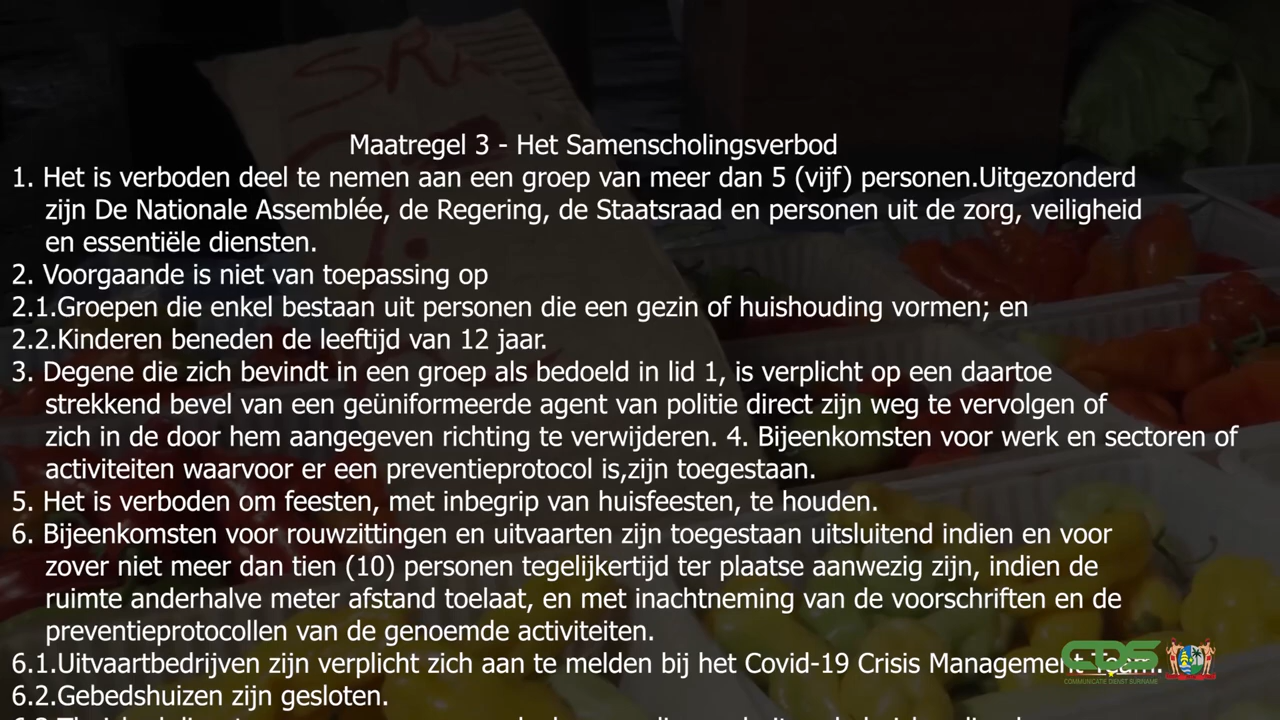 SR
Maatregel 3 - Het Samenscholingsverbod
1. Het is verboden deel te nemen aan een groep van meer dan 5 (vijf) personen.Uitgezonderd
zijn De Nationale Assemblée, de Regering, de Staatsraad en personen uit de zorg, veiligheid
en essentiële diensten.
2. Voorgaande is niet van toepassing op
2.1.Groepen die enkel bestaan uit personen die een gezin of huishouding vormen; en
2.2.Kinderen beneden de leeftijd van 12 jaar.
3. Degene die zich bevindt in een groep als bedoeld in lid 1, is verplicht op een daartoe
strekkend bevel van een geüniformeerde agent van politie direct zijn weg te vervolgen of
zich in de door hem aangegeven richting te verwijderen. 4. Bijeenkomsten voor werk en sectoren of
activiteiten waarvoor er een preventieprotocol is,zijn toegestaan.
5. Het is verboden om feesten, met inbegrip van huisfeesten, te houden.
6. Bijeenkomsten voor rouwzittingen en uitvaarten zijn toegestaan uitsluitend indien en voor
zover niet meer dan tien (10) personen tegelijkertijd ter plaatse aanwezig zijn, indien de
ruimte anderhalve meter afstand toelaat, en met inachtneming van de voorschriften en de
preventieprotocollen van de genoemde activiteiten.
6.1.Uitvaartbedrijven zijn verplicht zich aan te melden bij het Covid-19 Crisis Management Team.
6.2.Gebedshuizen zijn gesloten.
CDS
COMMUNICATIE DIENST SURINAME